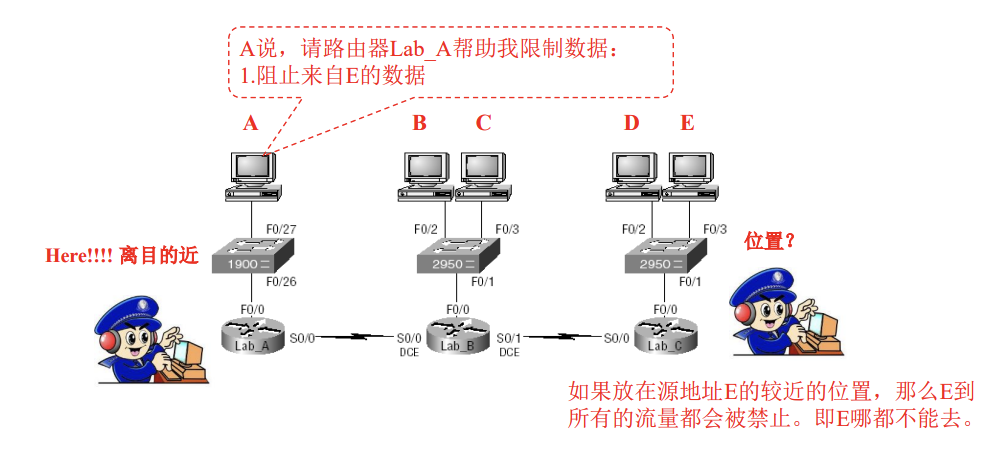 A说，请路由器Lab_A帮助我限制数据：
1.阻止来自E的数据
A
B
C
D
E
F0/27
F0/2
F0/3
F0/2
F0/3
Here!!!! 离目的近
位置？
1900
2950
2950
F0/26
F0/1
F0/1
F0/0
F0/0
F0/0
Lab_A
S0/0
S0/0
DCE
Lab_B
S0/1
DCE
S0/0
Lab_C
如果放在源地址E的较近的位置，那么E到
所有的流量都会被禁止。即E哪都不能去。